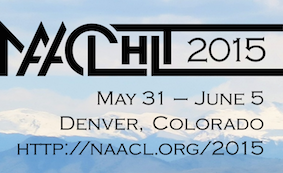 NAACL HLT 2015
May 31 – June 5
Denver, Colorado
http://naacl.org/2015